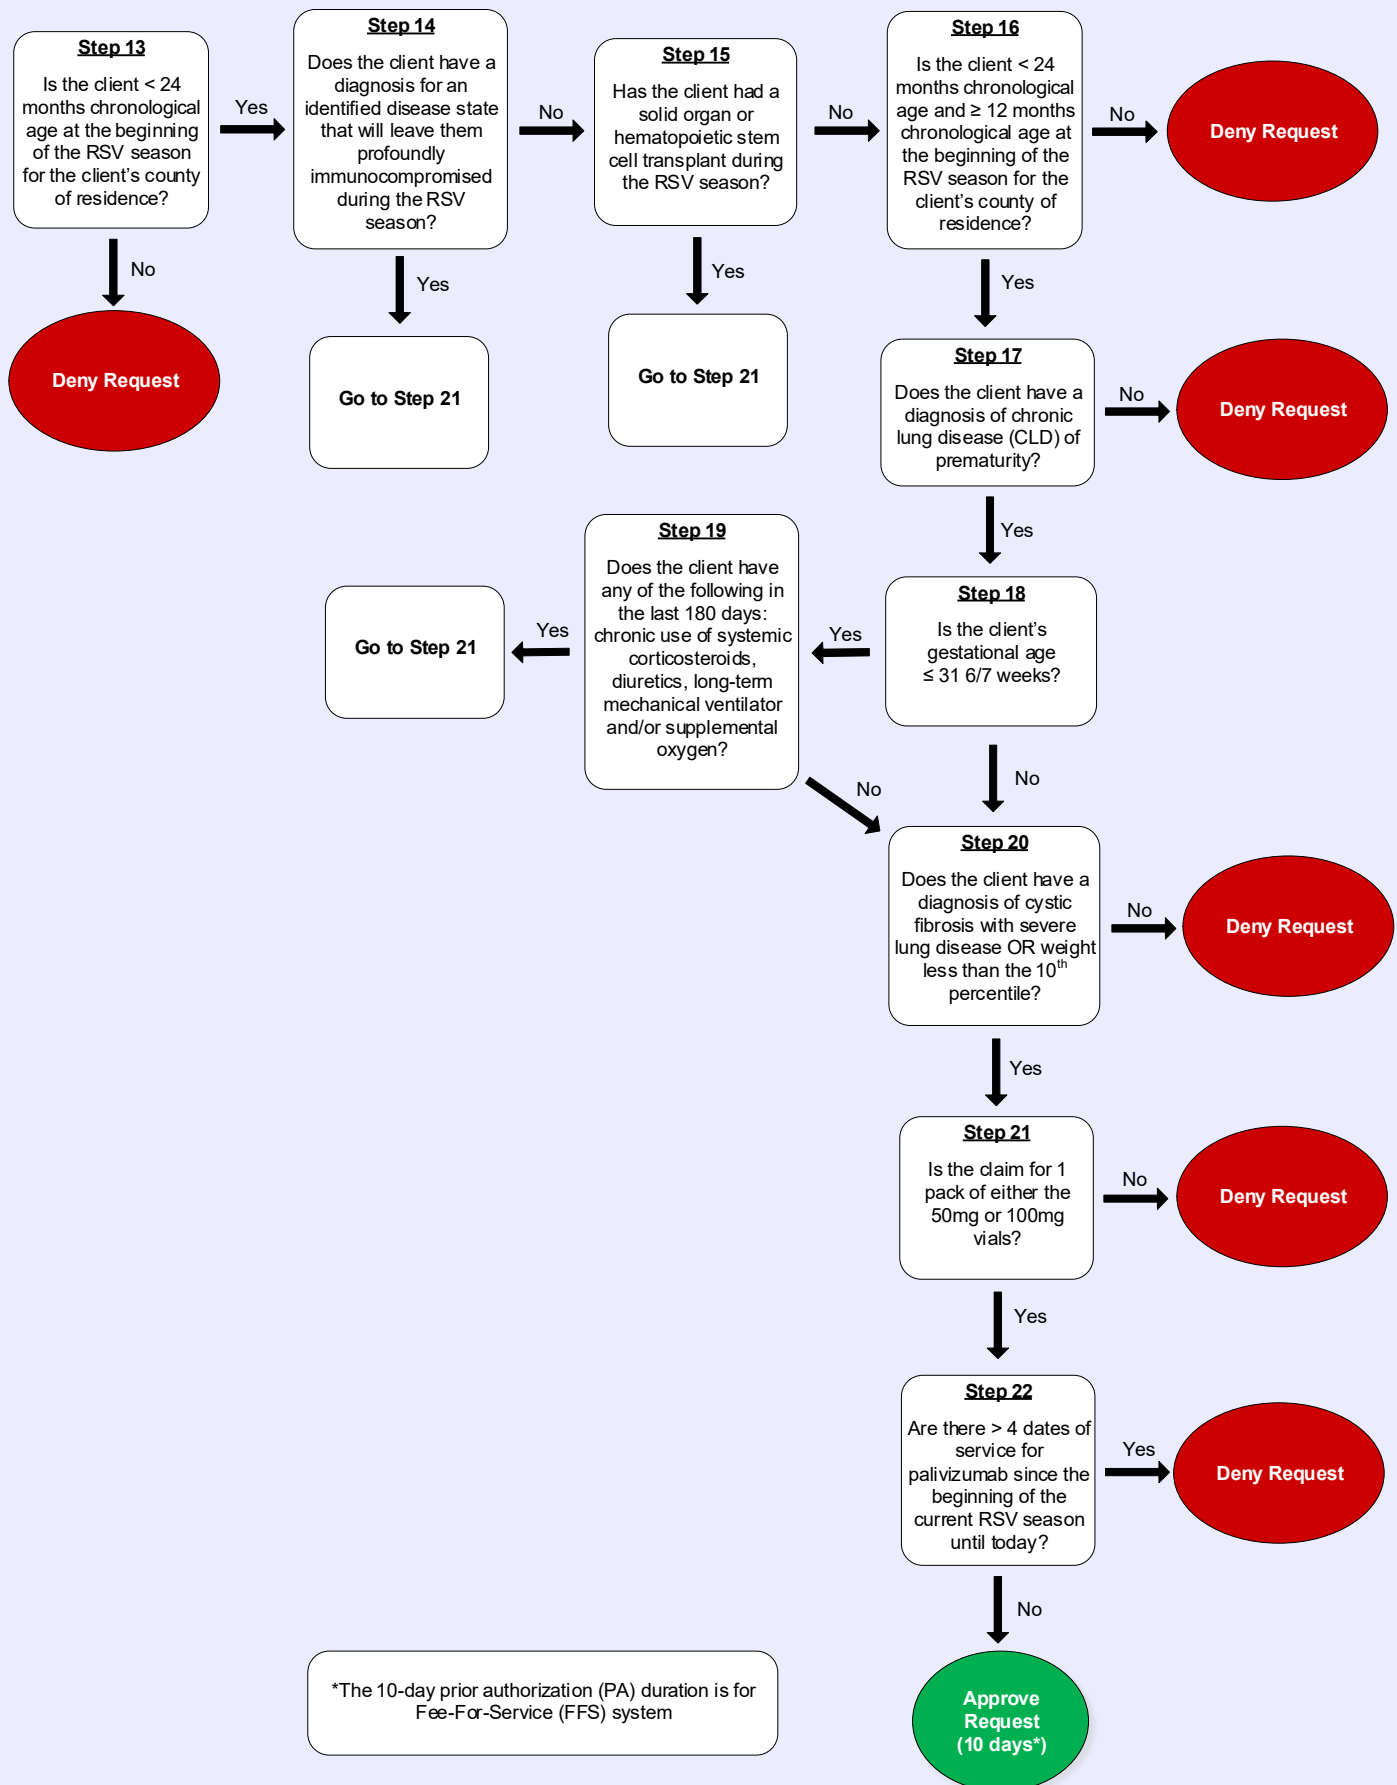 Step 13
Is the client < 24
months chronological
age at the beginning
of the RSV season
for the client's county
of residence?
Yes
No
Deny Request
Step 14
Does the client have a
diagnosis for an
identified disease state
that will leave them
profoundly
immunocompromised
during the RSV
season?
No
Yes
Go to Step 21
Step 15
Has the client had a
solid organ or
hematopoietic stem
cell transplant during
the RSV season?
No
Yes
Go to Step 21
Step 16
Is the client < 24
months chronological
age and ≥ 12 months
chronological age at
the beginning of the
RSV season for the
client's county of
residence?
No
Deny Request
Yes
Step 17
Does the client have a
diagnosis of chronic
lung disease (CLD) of
prematurity?
No
Deny Request
Yes
Step 18
Is the client's
gestational age
≤ 31 6/7 weeks?
Yes
No
Step 19
Does the client have
any of the following in
the last 180 days:
chronic use of systemic
corticosteroids,
diuretics, long-term
mechanical ventilator
and/or supplemental
oxygen?
Yes
Go to Step 21
No
Step 20
Does the client have a
diagnosis of cystic
fibrosis with severe
lung disease OR weight
less than the 10th
percentile?
No
Deny Request
Yes
Step 21
Is the claim for 1
pack of either the
50mg or 100mg
vials?
No
Deny Request
Yes
Step 22
Are there > 4 dates of
service for
palivizumab since the
beginning of the
current RSV season
until today?
Yes
Deny Request
No
Approve
Request
(10 days*)
*The 10-day prior authorization (PA) duration is for
Fee-For-Service (FFS) system